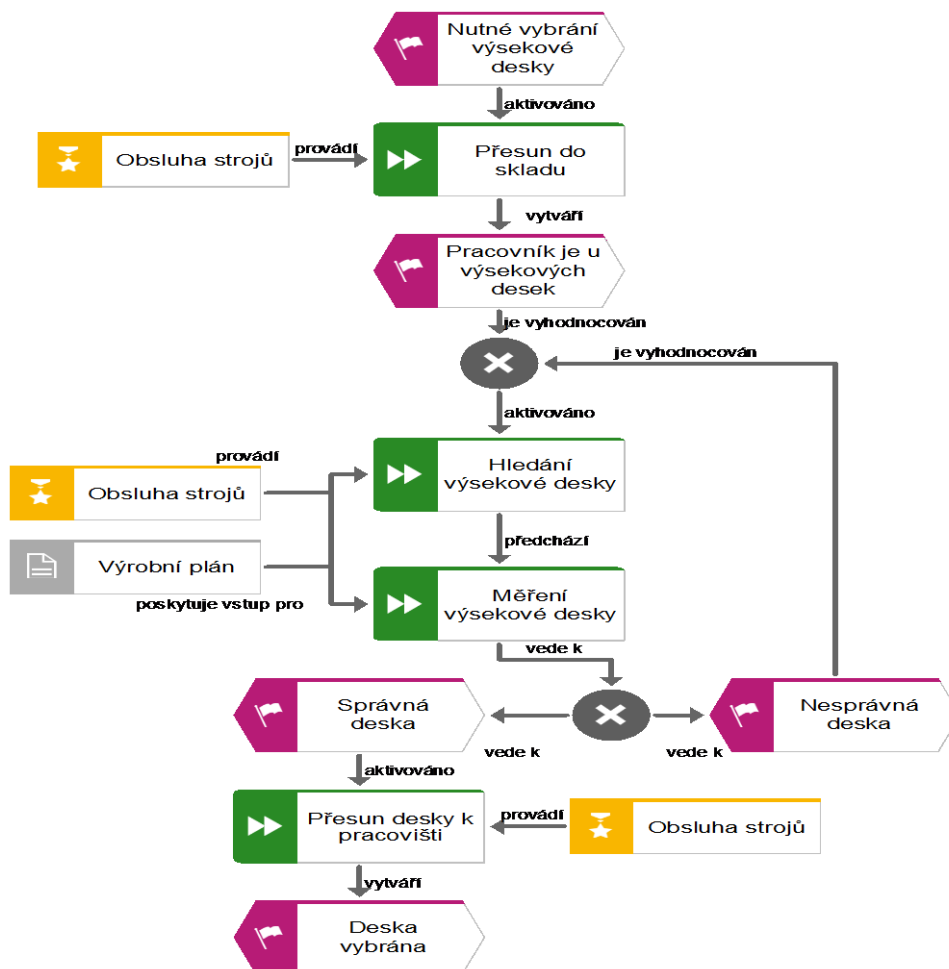 Nutné vybrání
výsekové
desky
aktivováno
Obsluha strojů
provádí
Přesun do
skladu
vytváří
Pracovník je u
výsekových
desek
je vyhodnocován
je vyhodnocován
aktivováno
provádí
Obsluha strojů
Hledání
výsekové desky
předchází
Výrobní plán
poskytuje vstup pro
Měření
výsekové desky
vede k
Správná
deska
vede k
vede k
Nesprávná
deska
aktivováno
Přesun desky k
pracovišti
provádí
Obsluha strojů
vytváří
Deska
vybrána